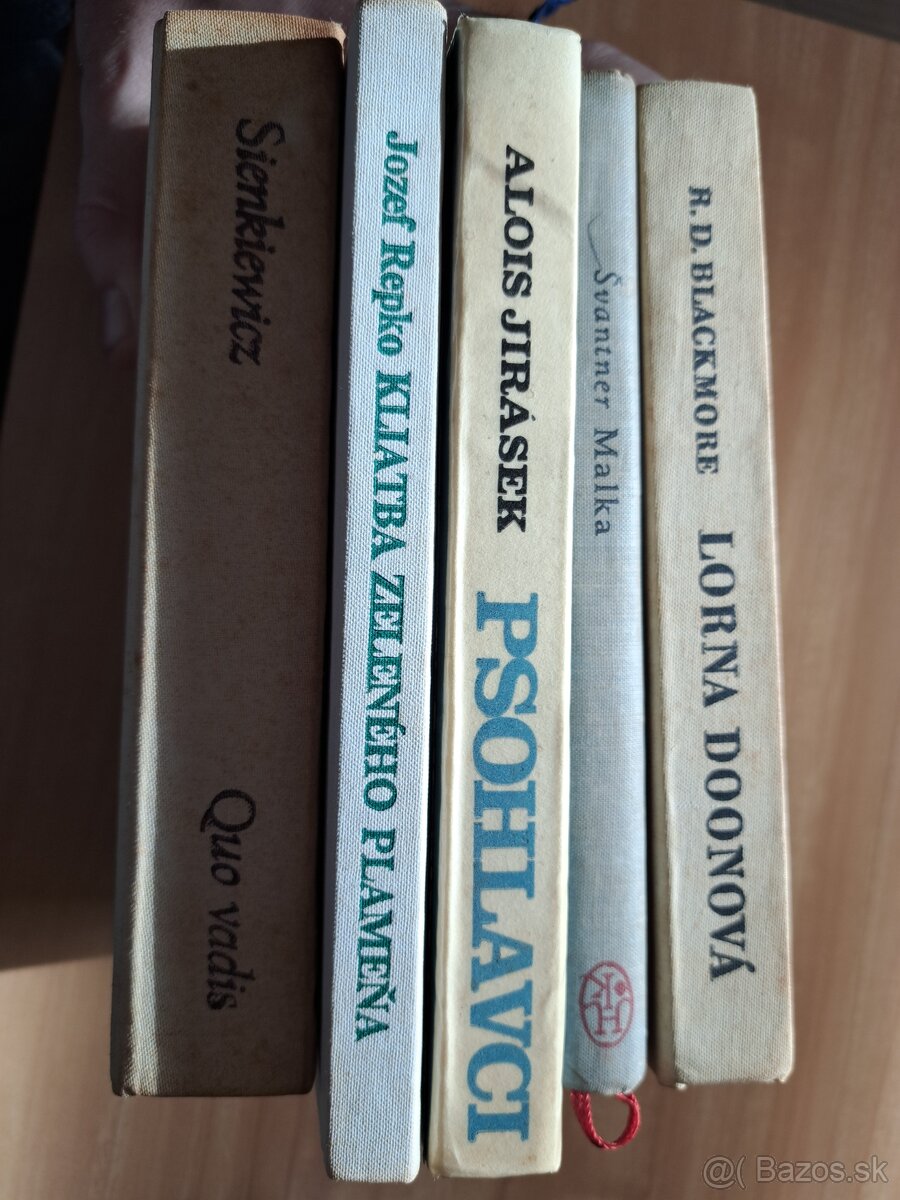 Sienkiewicz Quo vadis
Jozef Repko KLIATBA ZELENÉHO PLAMEŇA
ALOIS JIRÁSEK PSOHLAVCI
Švantner Malka
R. D. BLACKMORE LORNA DOONOVÁ
@( Bazos.sk